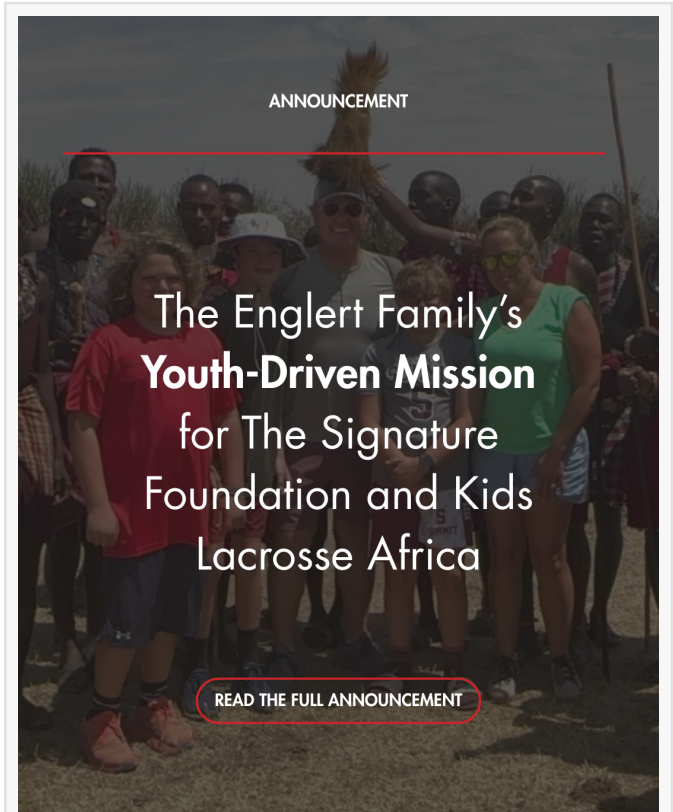 ANNOUNCEMENT
The Englert Family’s
Youth-Driven Mission
for The Signature
Foundation and Kids
Lacrosse Africa
S
SUMMIT
READ THE FULL ANNOUNCEMENT